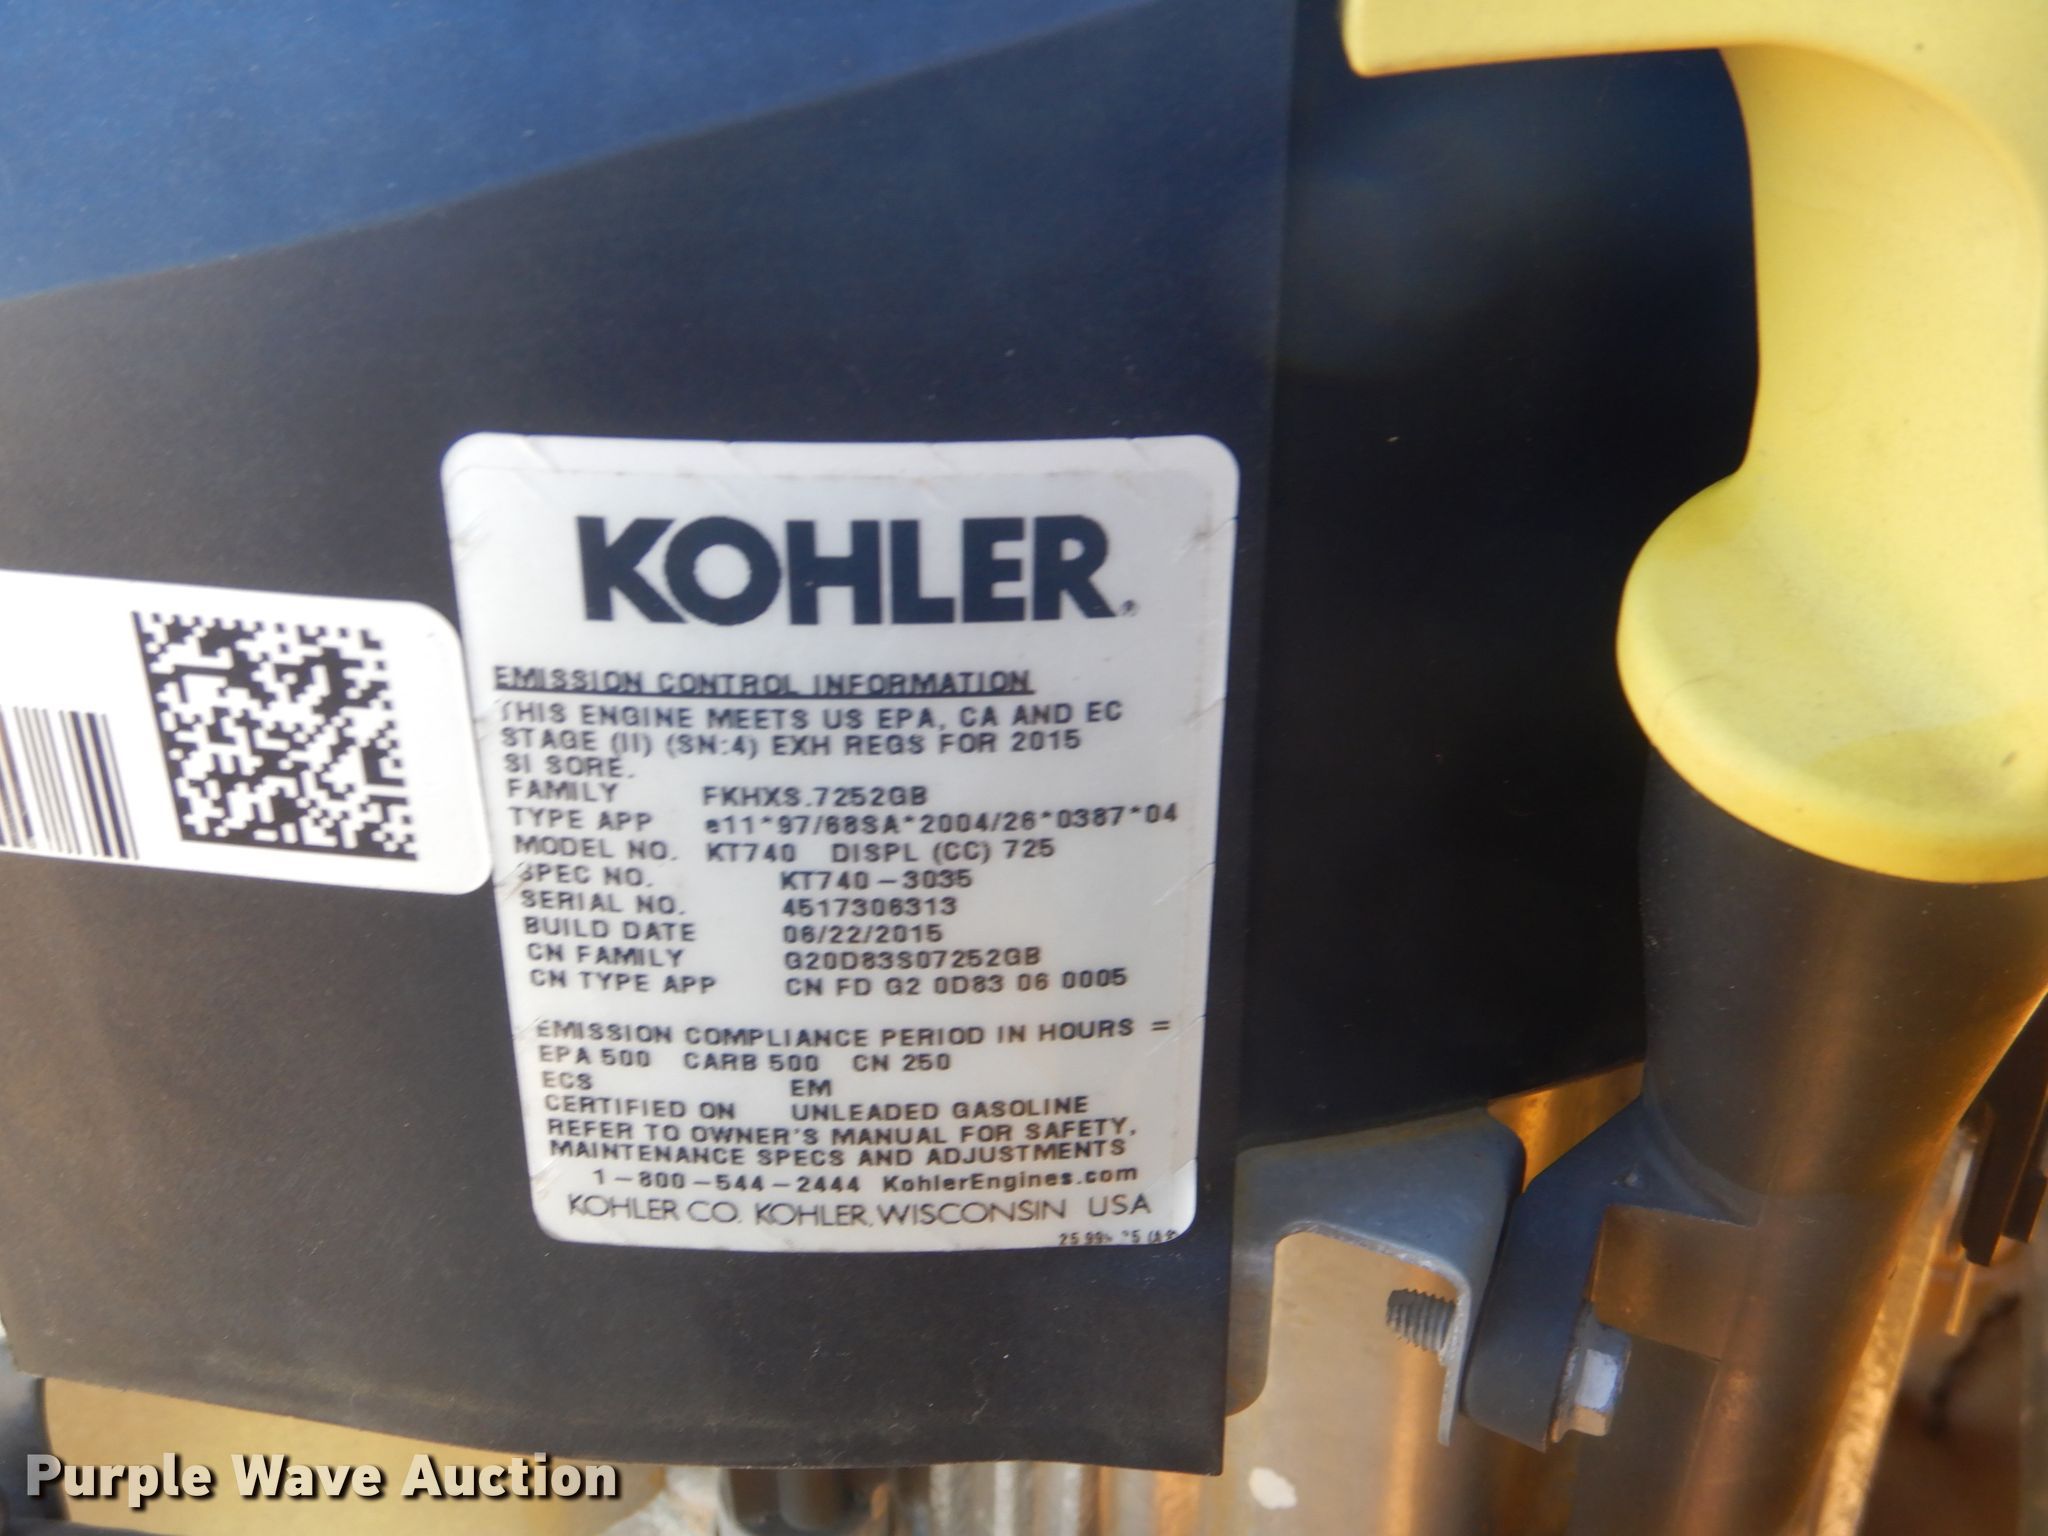 KOHLER®
EMISSION CONTROL INFORMATION
THIS ENGINE MEETS US EPA, CA AND EC
STAGE (II) (SN:4) EXH REGS FOR 2015
SI SORE.
FAMILY FKHXS.7252GB
TYPE APP e11*97/68SA*2004/26*0387*04
MODEL NO. KT740 DISPL (CC) 725
SPEC NO. KT740-3035
SERIAL NO. 4517306313
BUILD DATE 06/22/2015
CN FAMILY G20D83S07252GB
CN TYPE APP CN FD G2 0D83 06 0005
EMISSION COMPLIANCE PERIOD IN HOURS =
EPA 500 CARB 500 CN 250
ECS EM
CERTIFIED ON UNLEADED GASOLINE
REFER TO OWNER'S MANUAL FOR SAFETY,
MAINTENANCE SPECS AND ADJUSTMENTS
1-800-544-2444 KohlerEngines.com
KOHLER CO. KOHLER, WISCONSIN USA
Purple Wave Auction